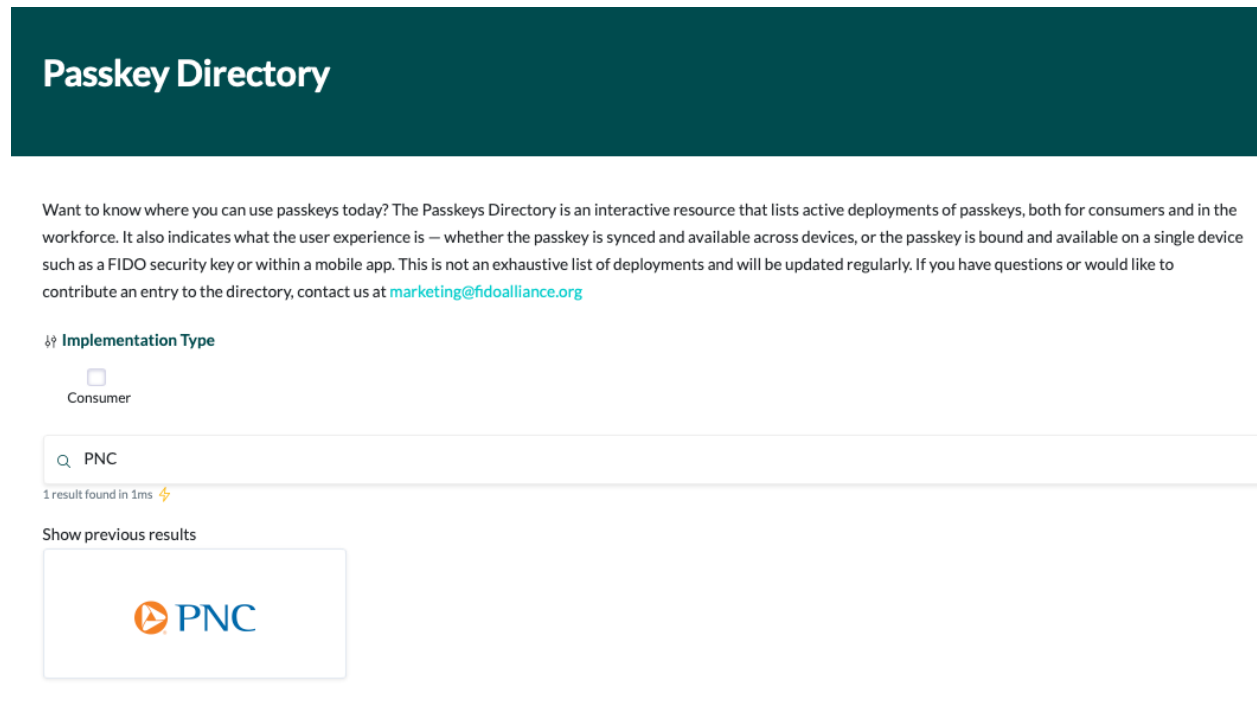 Passkey Directory
Want to know where you can use passkeys today? The Passkeys Directory is an interactive resource that lists active deployments of passkeys, both for consumers and in the
workforce. It also indicates what the user experience is — whether the passkey is synced and available across devices, or the passkey is bound and available on a single device
such as a FIDO security key or within a mobile app. This is not an exhaustive list of deployments and will be updated regularly. If you have questions or would like to
contribute an entry to the directory, contact us at marketing@fidoalliance.org
Implementation Type
Consumer
PNC
1 result found in 1ms
Show previous results
PNC